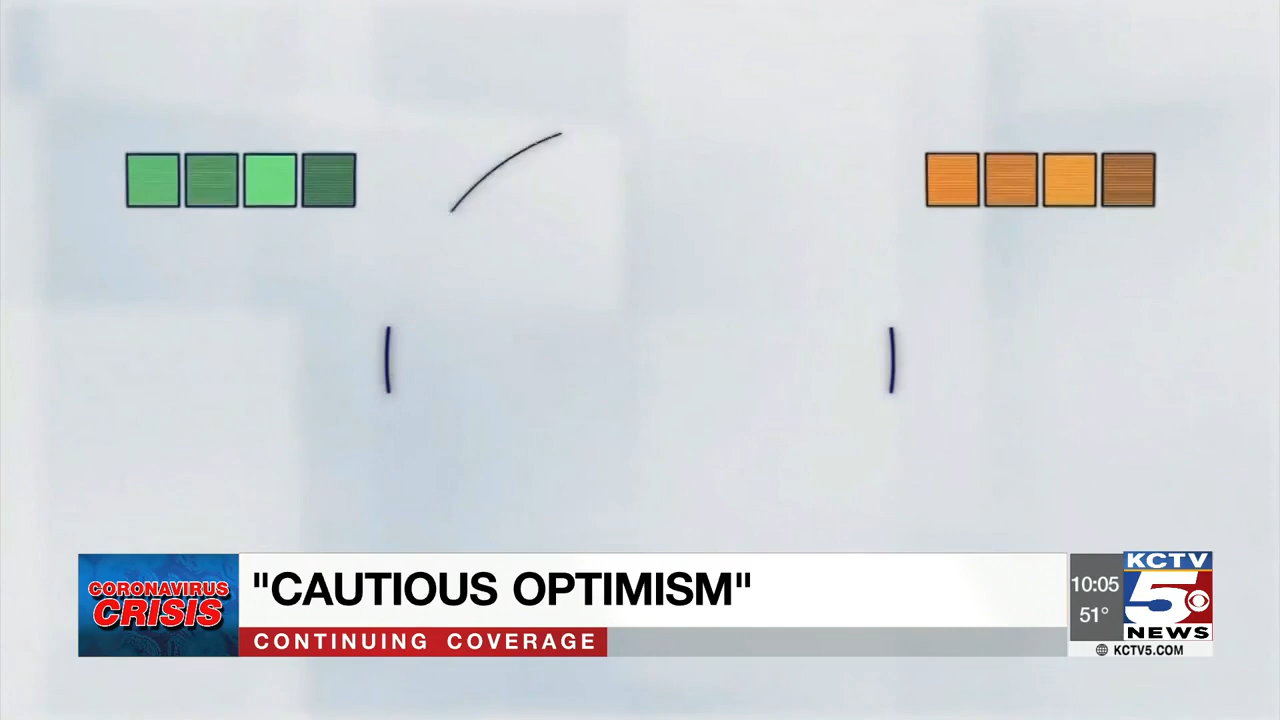 CORONAVIRUS
CRISIS
"CAUTIOUS OPTIMISM"
CONTINUING COVERAGE
10:05
51°
KCTV
5
NEWS
KCTV5.COM